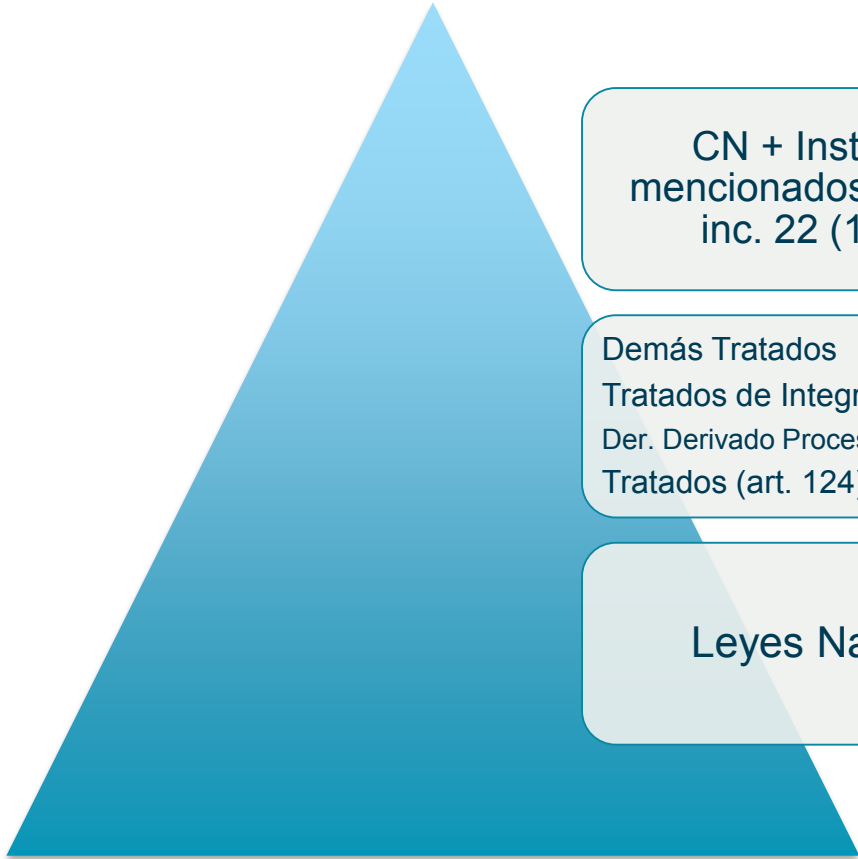 CN + Inst
mencionados
inc. 22 (1
Demás Tratados
Tratados de Integr
Der. Derivado Proces
Tratados (art. 124)
Leyes Na